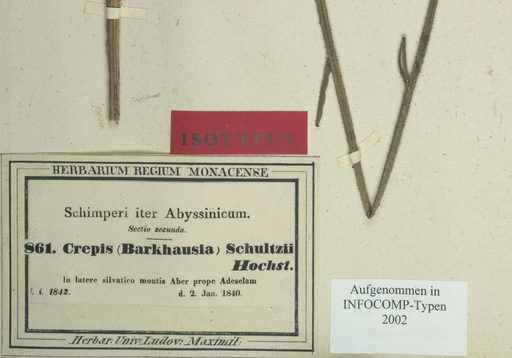 ISOTYPUS
HERBARIUM REGIUM MONACENSE
Schimperi iter Abyssinicum.
Sectio secunda.
861. Crepis (Barkhausia) Schultzii
Hochst.
In latere silvatico montis Aber prope Adeselam
U. i. 1842. d. 2. Jan. 1840.
Herbar. Univ. Ludov. Maximil.
Aufgenommen in
INFOCOMP-Typen
2002